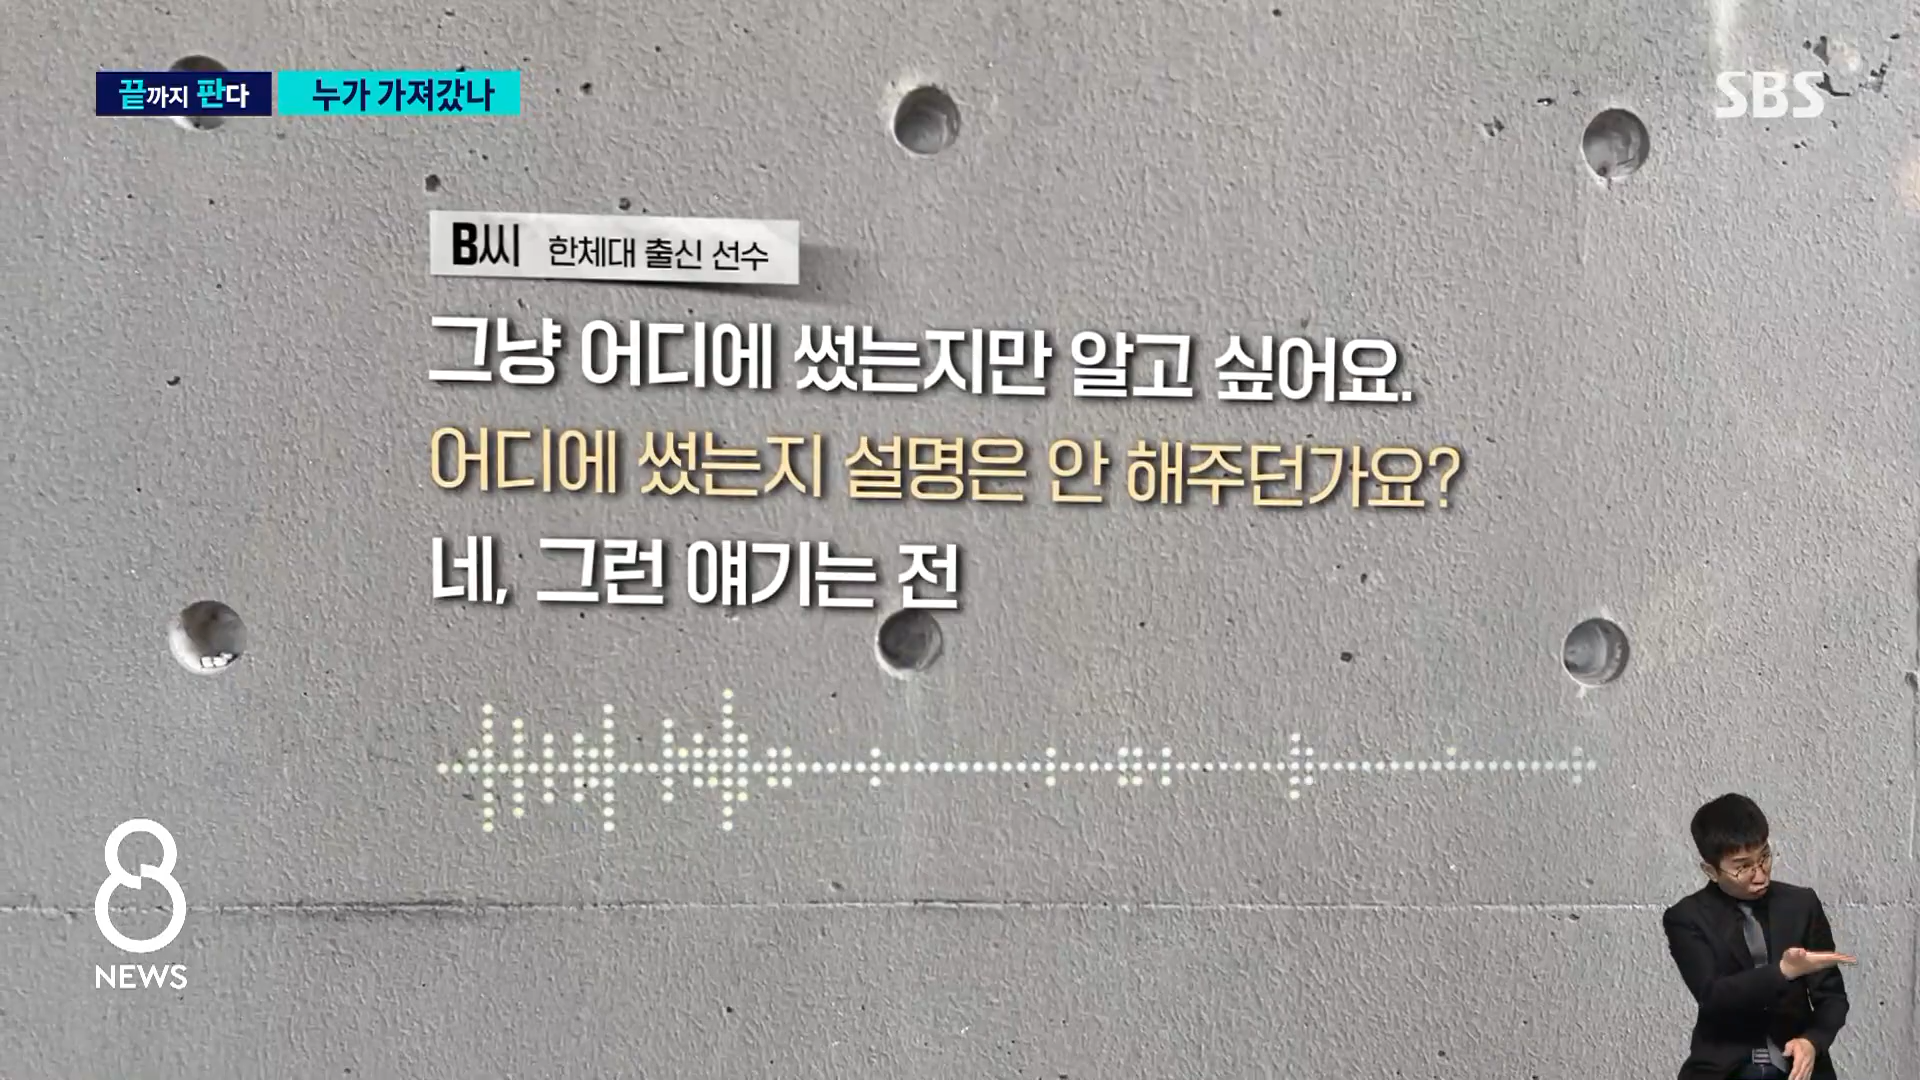 끝까지 판다 누가 가져갔나
SBS
B씨 한체대 출신 선수
그냥 어디에 썼는지만 알고 싶어요.
어디에 썼는지 설명은 안 해주던가요?
네, 그런 얘기는 전
8
NEWS